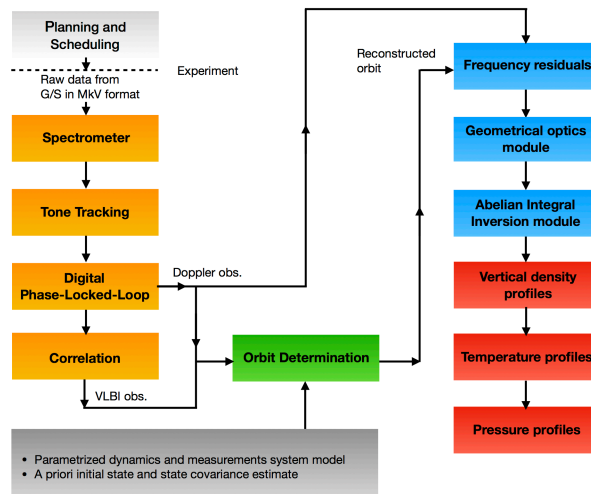 Planning and
Scheduling
Experiment
Raw data from
G/S in MkV format
Spectrometer
Tone Tracking
Digital
Phase-Locked-Loop
Doppler obs.
Correlation
VLBI obs.
Orbit Determination
• Parametrized dynamics and measurements system model
• A priori initial state and state covariance estimate
Reconstructed
orbit
Frequency residuals
Geometrical optics
module
Abelian Integral
Inversion module
Vertical density
profiles
Temperature profiles
Pressure profiles